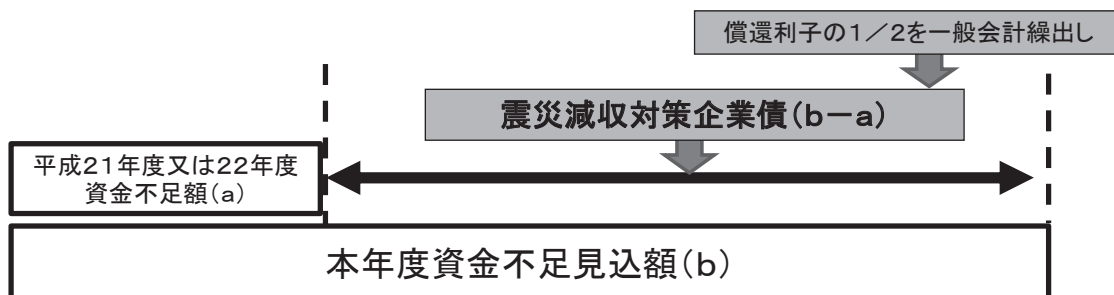 償還利子の1/2を一般会計繰出し
震災減収対策企業債(b-a)
平成21年度又は22年度
資金不足額(a)
本年度資金不足見込額(b)